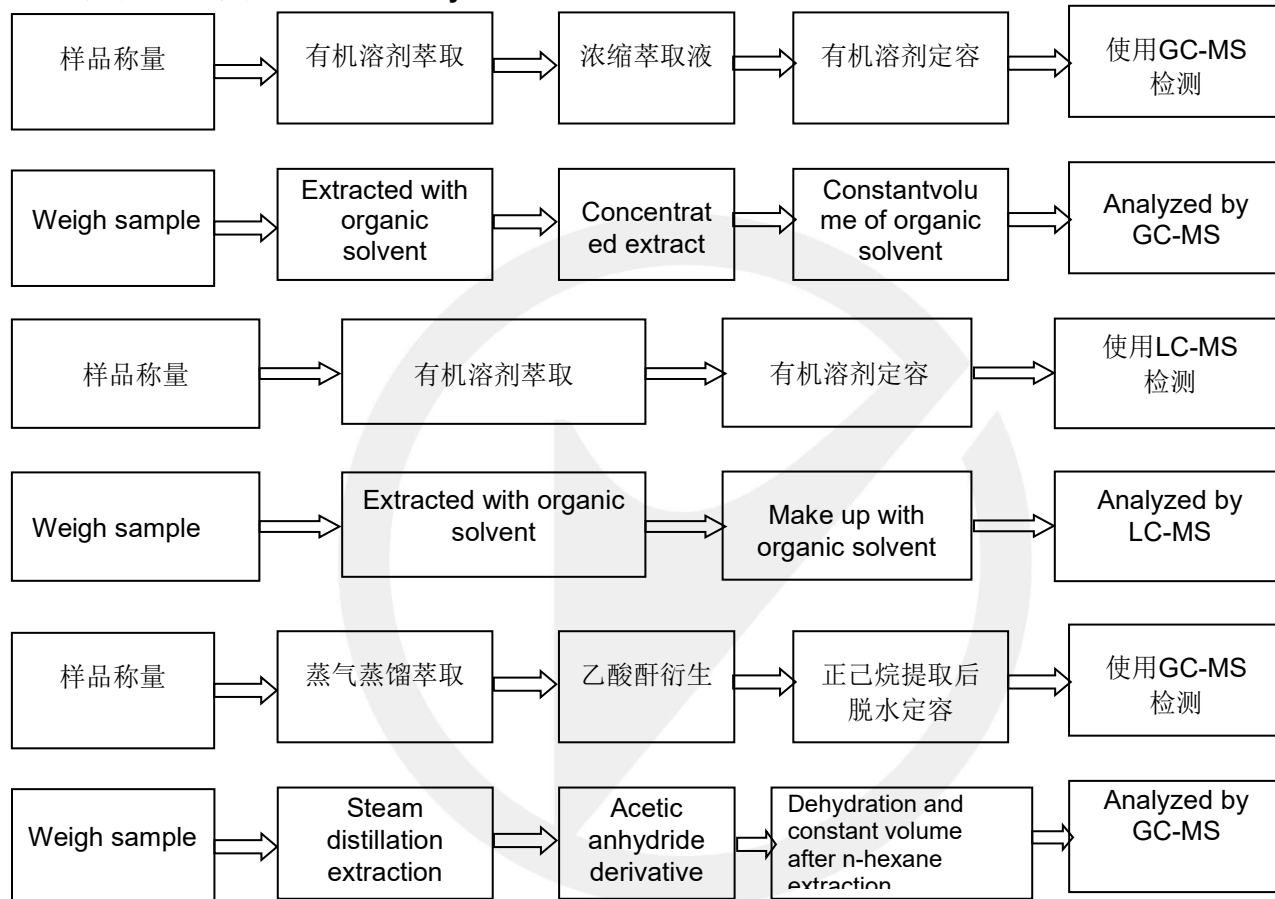 样品称量
有机溶剂萃取
浓缩萃取液
有机溶剂定容
使用GC-MS
检测
Weigh sample
Extracted with
organic
solvent
Concentrat
ed extract
Constantvolu
me of organic
solvent
Analyzed by
GC-MS
样品称量
有机溶剂萃取
有机溶剂定容
使用LC-MS
检测
Weigh sample
Extracted with organic
solvent
Make up with
organic solvent
Analyzed by
LC-MS
样品称量
蒸气蒸馏萃取
乙酸酐衍生
正己烷提取后
脱水定容
使用GC-MS
检测
Weigh sample
Steam
distillation
extraction
Acetic
anhydride
derivative
Dehydration and
constant volume
after n-hexane
extraction
Analyzed by
GC-MS